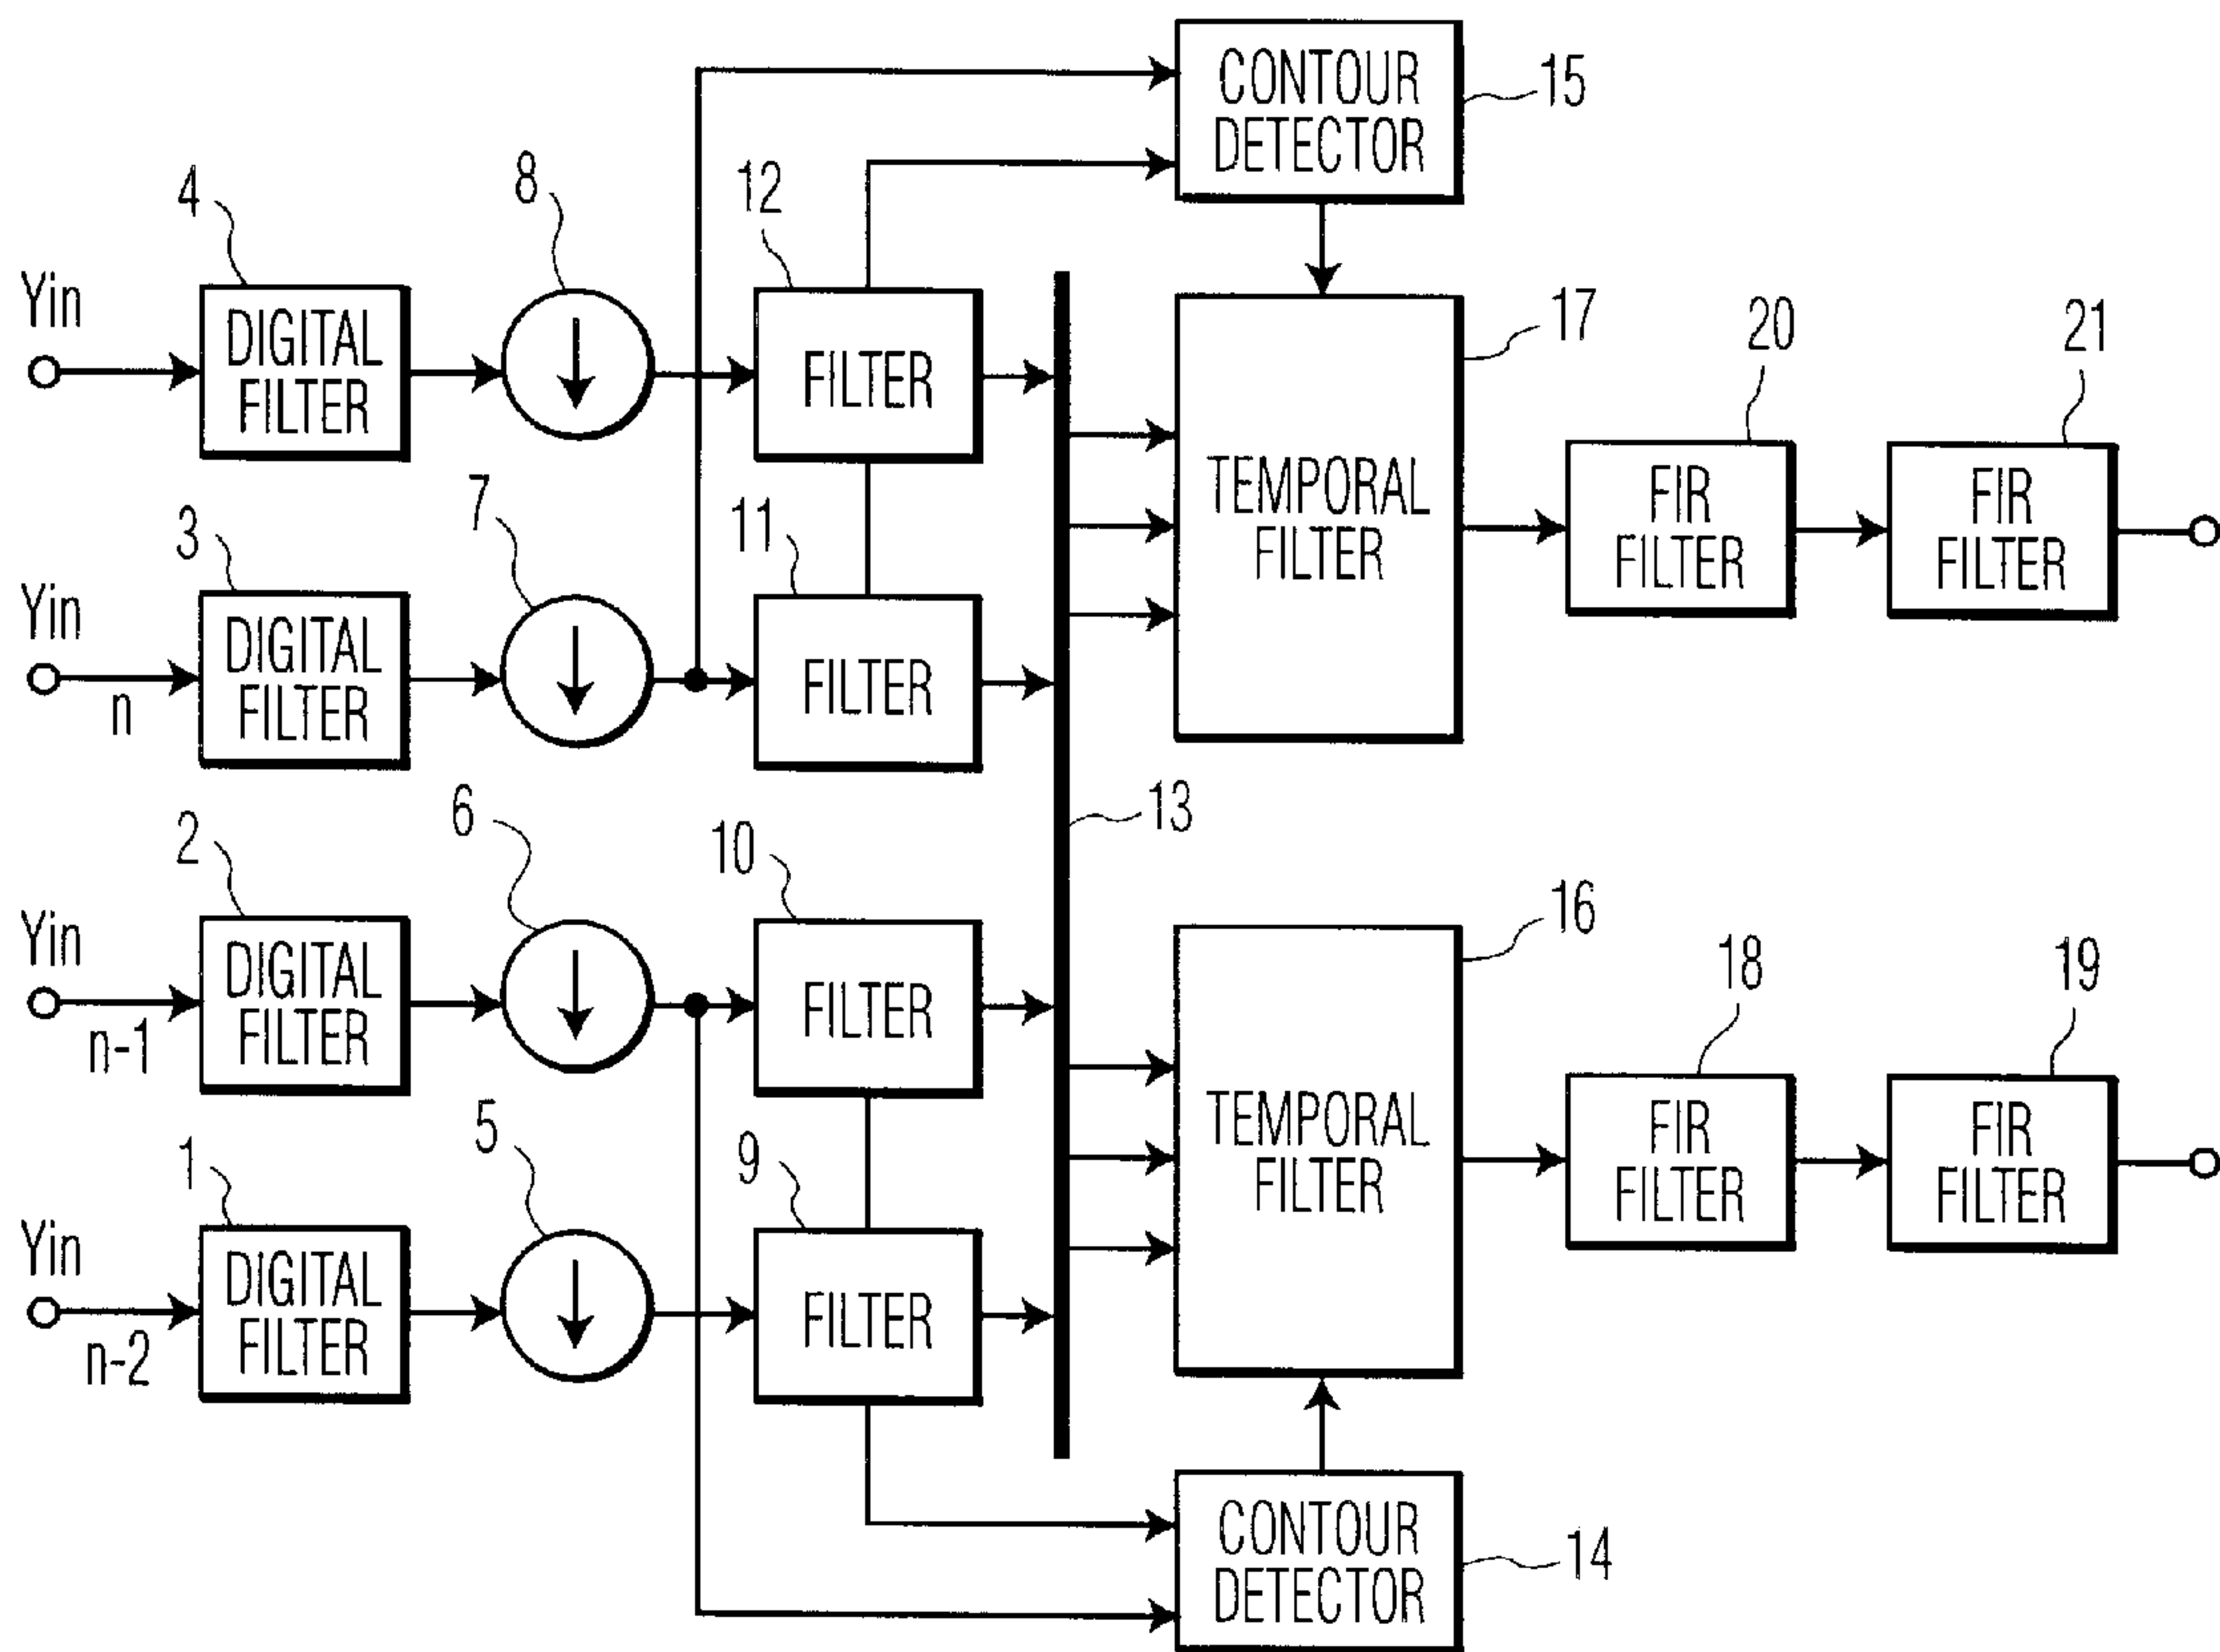 CONTOUR
DETECTOR
15
4
8
12
Yin
DIGITAL
FILTER
FILTER
17
20
21
3
7
11
TEMPORAL
FILTER
FIR
FILTER
FIR
FILTER
Yin
n
DIGITAL
FILTER
FILTER
13
2
6
10
16
18
19
Yin
n-1
DIGITAL
FILTER
FILTER
1
5
9
TEMPORAL
FILTER
FIR
FILTER
FIR
FILTER
Yin
n-2
DIGITAL
FILTER
FILTER
CONTOUR
DETECTOR
14